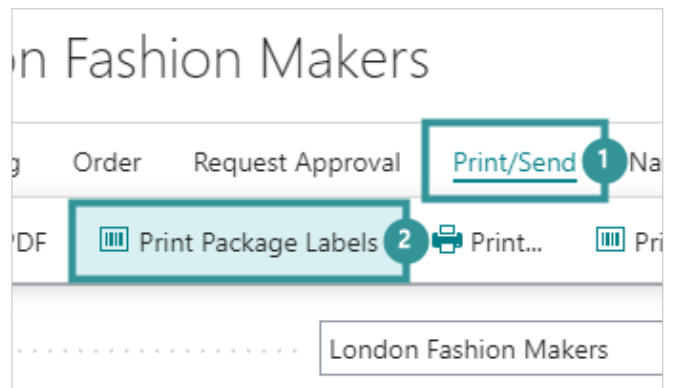 on Fashion Makers
g Order Request Approval Print/Send 1 Na
PDF Print Package Labels 2 Print... Pri
London Fashion Makers